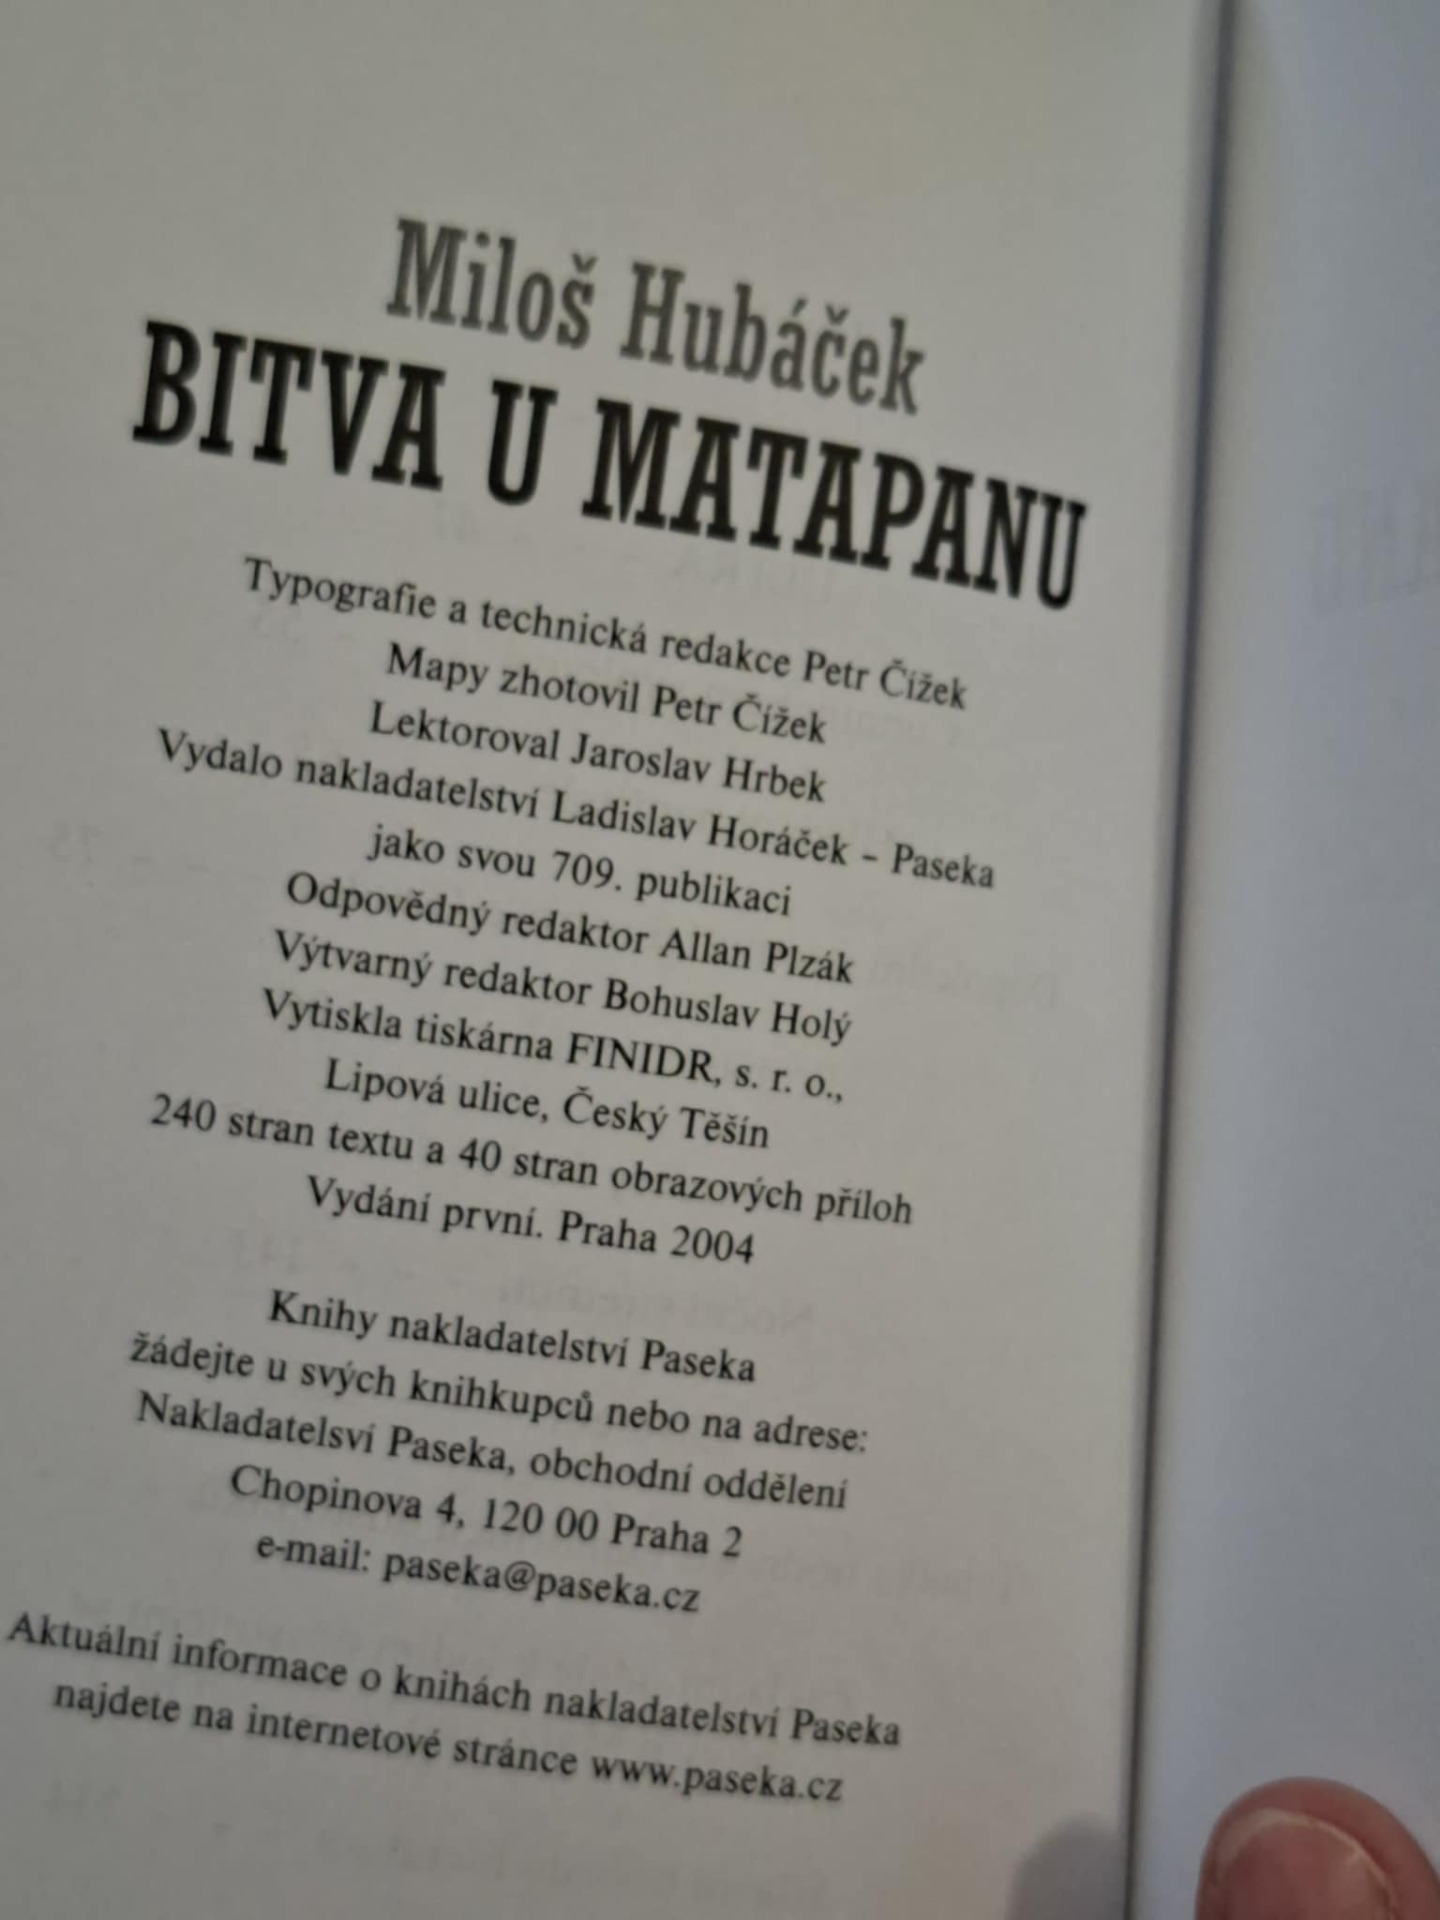 Miloš Hubáček
BITVA U MATAPANU
Typografie a technická redakce Petr Čížek
Mapy zhotovil Petr Čížek
Lektoroval Jaroslav Hrbek
Vydalo nakladatelství Ladislav Horáček – Paseka
jako svou 709. publikaci
Odpovědný redaktor Allan Plzák
Výtvarný redaktor Bohuslav Holý
Vytiskla tiskárna FINIDR, s. r. o.,
Lipová ulice, Český Těšín
240 stran textu a 40 stran obrazových příloh
Vydání první. Praha 2004
Knihy nakladatelství Paseka
žádejte u svých knihkupců nebo na adrese:
Nakladatelsví Paseka, obchodní oddělení
Chopinova 4, 120 00 Praha 2
e-mail: paseka@paseka.cz
Aktuální informace o knihách nakladatelství Paseka
najdete na internetové stránce www.paseka.cz